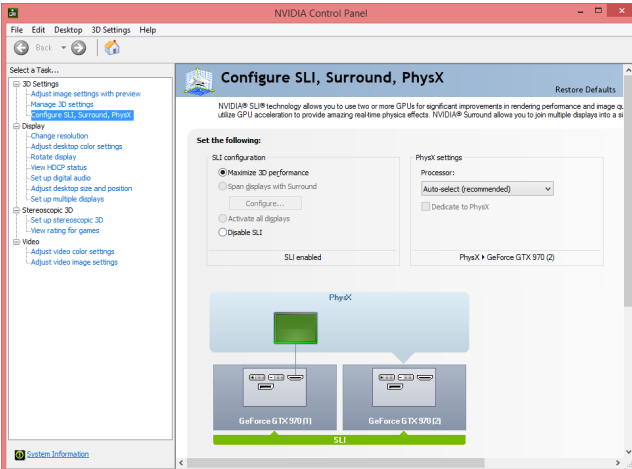 NVIDIA Control Panel
File Edit Desktop 3D Settings Help
Back
Select a Task...
3D Settings
Adjust image settings with preview
Manage 3D settings
Configure SLI, Surround, PhysX
Display
Change resolution
Adjust desktop color settings
Rotate display
View HDCP status
Set up digital audio
Adjust desktop size and position
Set up multiple displays
Stereoscopic 3D
Set up stereoscopic 3D
View rating for games
Video
Adjust video color settings
Adjust video image settings
System Information
Configure SLI, Surround, PhysX
Restore Defaults
NVIDIA® SLI® technology allows you to use two or more GPUs for significant improvements in rendering performance and image qu
utilize GPU acceleration to provide amazing real-time physics effects. NVIDIA® Surround allows you to join multiple displays into a si
Set the following:
SLI configuration
Maximize 3D performance
Span displays with Surround
Configure...
Activate all displays
Disable SLI
SLI enabled
PhysX settings
Processor:
Auto-select (recommended)
Dedicate to PhysX
PhysX GeForce GTX 970 (2)
PhysX
GeForce GTX 970 (1)
GeForce GTX 970 (2)
SLI